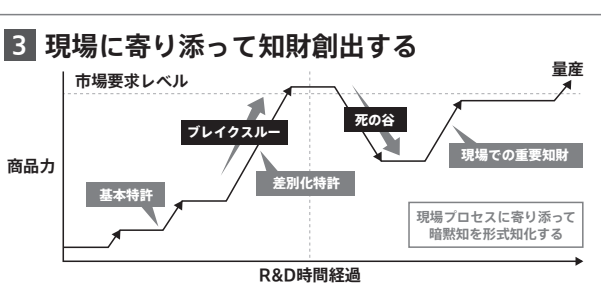 3 現場に寄り添って知財創出する
量産
市場要求レベル
死の谷
ブレイクスルー
現場での重要知財
商品力
差別化特許
基本特許
現場プロセスに寄り添って
暗黙知を形式知化する
R&D時間経過